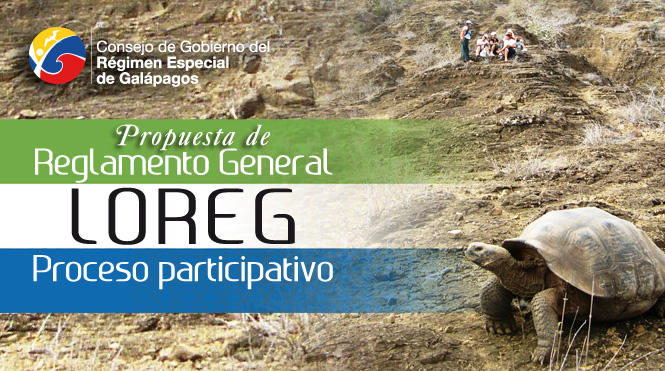 Consejo de Gobierno del
Régimen Especial
de Galápagos
Propuesta de
Reglamento General
LOREG
Proceso participativo